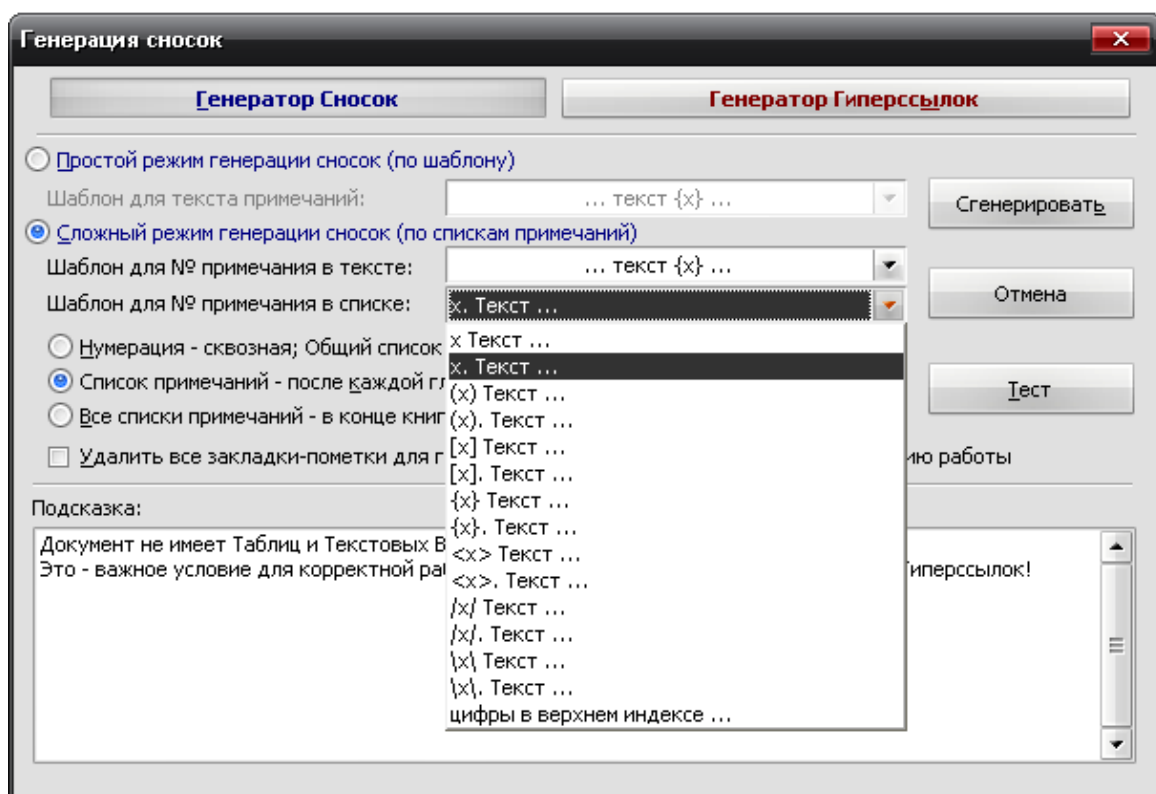 Генерация сносок
Генератор Сносок Генератор Гиперссылок
Простой режим генерации сносок (по шаблону)
Шаблон для текста примечаний: ... текст {x} ... Сгенерировать
Сложный режим генерации сносок (по спискам примечаний)
Шаблон для № примечания в тексте: ... текст {x} ...
Шаблон для № примечания в списке: x. Текст ... Отмена
Нумерация - сквозная; Общий список
Список примечаний - после каждой гл
Все списки примечаний - в конце книг
Тест
Удалить все закладки-пометки для г ию работы
Подсказка:
Документ не имеет Таблиц и Текстовых В
Это - важное условие для корректной ра иперссылок!
x Текст ...
x. Текст ...
(x) Текст ...
(x). Текст ...
[x] Текст ...
[x]. Текст ...
{x} Текст ...
{x}. Текст ...
<x> Текст ...
<x>. Текст ...
/x/ Текст ...
/x/. Текст ...
\x\ Текст ...
\x\. Текст ...
цифры в верхнем индексе ...